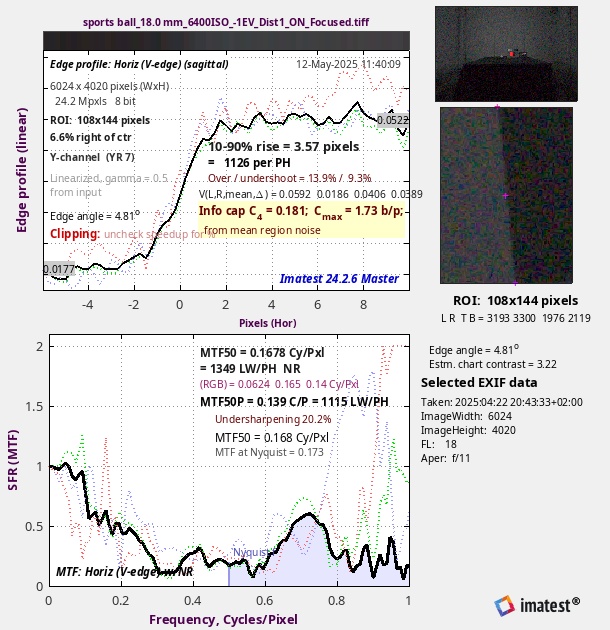 sports ball_18.0 mm_6400ISO_-1EV_Dist1_ON_Focused.tiff
Edge profile: Horiz (V-edge) (sagittal)
12-May-2025 11:40:09
6024 x 4020 pixels (WxH)
24.2 Mpxls 8 bit
ROI: 108x144 pixels
6.6% right of ctr
Y-channel (YR 7)
Linearized, gamma = 0.5
from input
Edge angle = 4.81⁰
Clipping: uncheck speedup for %
0.0522
10-90% rise = 3.57 pixels
= 1126 per PH
Over / undershoot = 13.9% / 9.3%
V(L,R,mean,Δ) = 0.0592 0.0186 0.0406 0.0389
Info cap C₄ = 0.181; Cmax = 1.73 b/p;
from mean region noise
0.0177
Imatest 24.2.6 Master
Edge profile (linear)
-4 -2 0 2 4 6 8
Pixels (Hor)
ROI: 108x144 pixels
L R T B = 3193 3300 1976 2119
Edge angle = 4.81⁰
Estm. chart contrast = 3.22
Selected EXIF data
Taken: 2025:04:22 20:43:33+02:00
ImageWidth: 6024
ImageHeight: 4020
FL: 18
Aper: f/11
MTF50 = 0.1678 Cy/Pxl
= 1349 LW/PH NR
(RGB) = 0.0624 0.165 0.14 Cy/Pxl
MTF50P = 0.139 C/P = 1115 LW/PH
Undersharpening 20.2%
MTF50 = 0.168 Cy/Pxl
MTF at Nyquist = 0.173
Nyquist
MTF: Horiz (V-edge) w/NR
SFR (MTF)
2
1.5
1
0.5
0
0 0.2 0.4 0.6 0.8 1
Frequency, Cycles/Pixel
imatest®